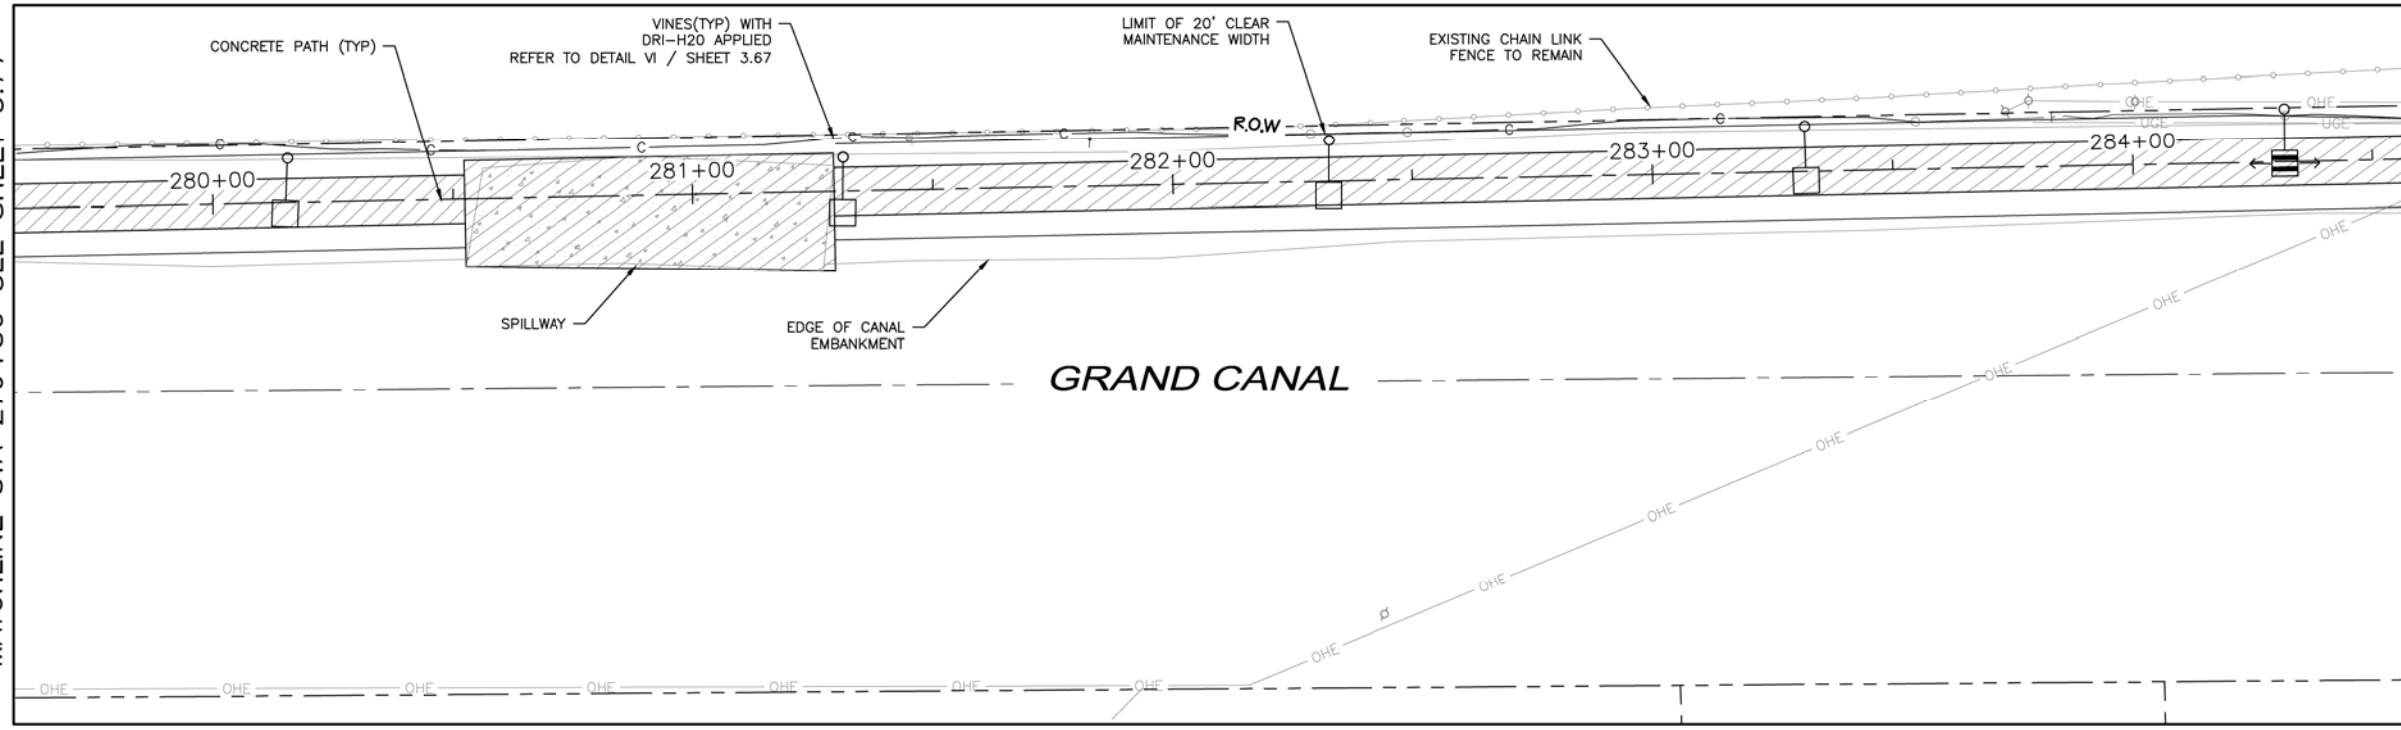 CONCRETE PATH (TYP)
VINES(TYP) WITH
DRI-H20 APPLIED
REFER TO DETAIL VI / SHEET 3.67
LIMIT OF 20' CLEAR
MAINTENANCE WIDTH
EXISTING CHAIN LINK
FENCE TO REMAIN
R.O.W
OHE
OHE
UGE
UGE
C
C
C
C
C
C
C
280+00
281+00
282+00
283+00
284+00
SPILLWAY
EDGE OF CANAL
EMBANKMENT
GRAND CANAL
OHE
OHE
OHE
OHE
OHE
OHE
OHE
OHE
OHE
OHE
OHE
OHE
OHE
OHE